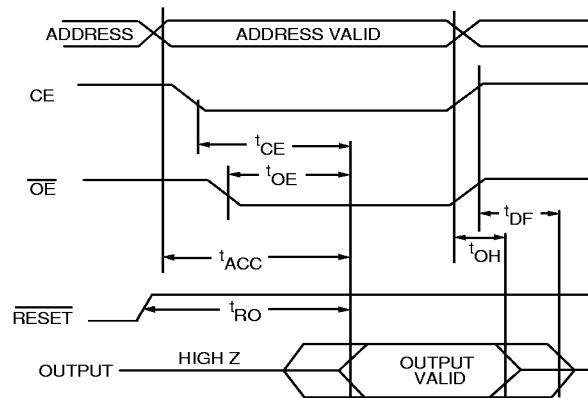 ADDRESS ADDRESS VALID
CE
tCE
OE tOE
tDF
tOH
tACC
RESET tRO
OUTPUT HIGH Z OUTPUT
VALID